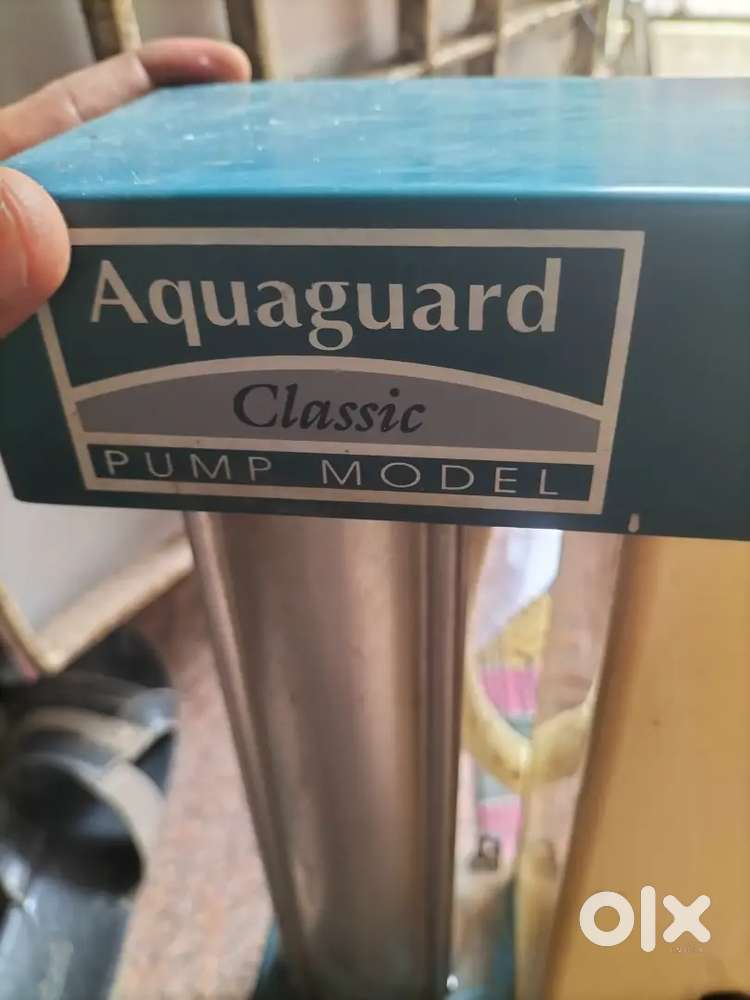 Aquaguard
Classic
PUMP MODEL
olx